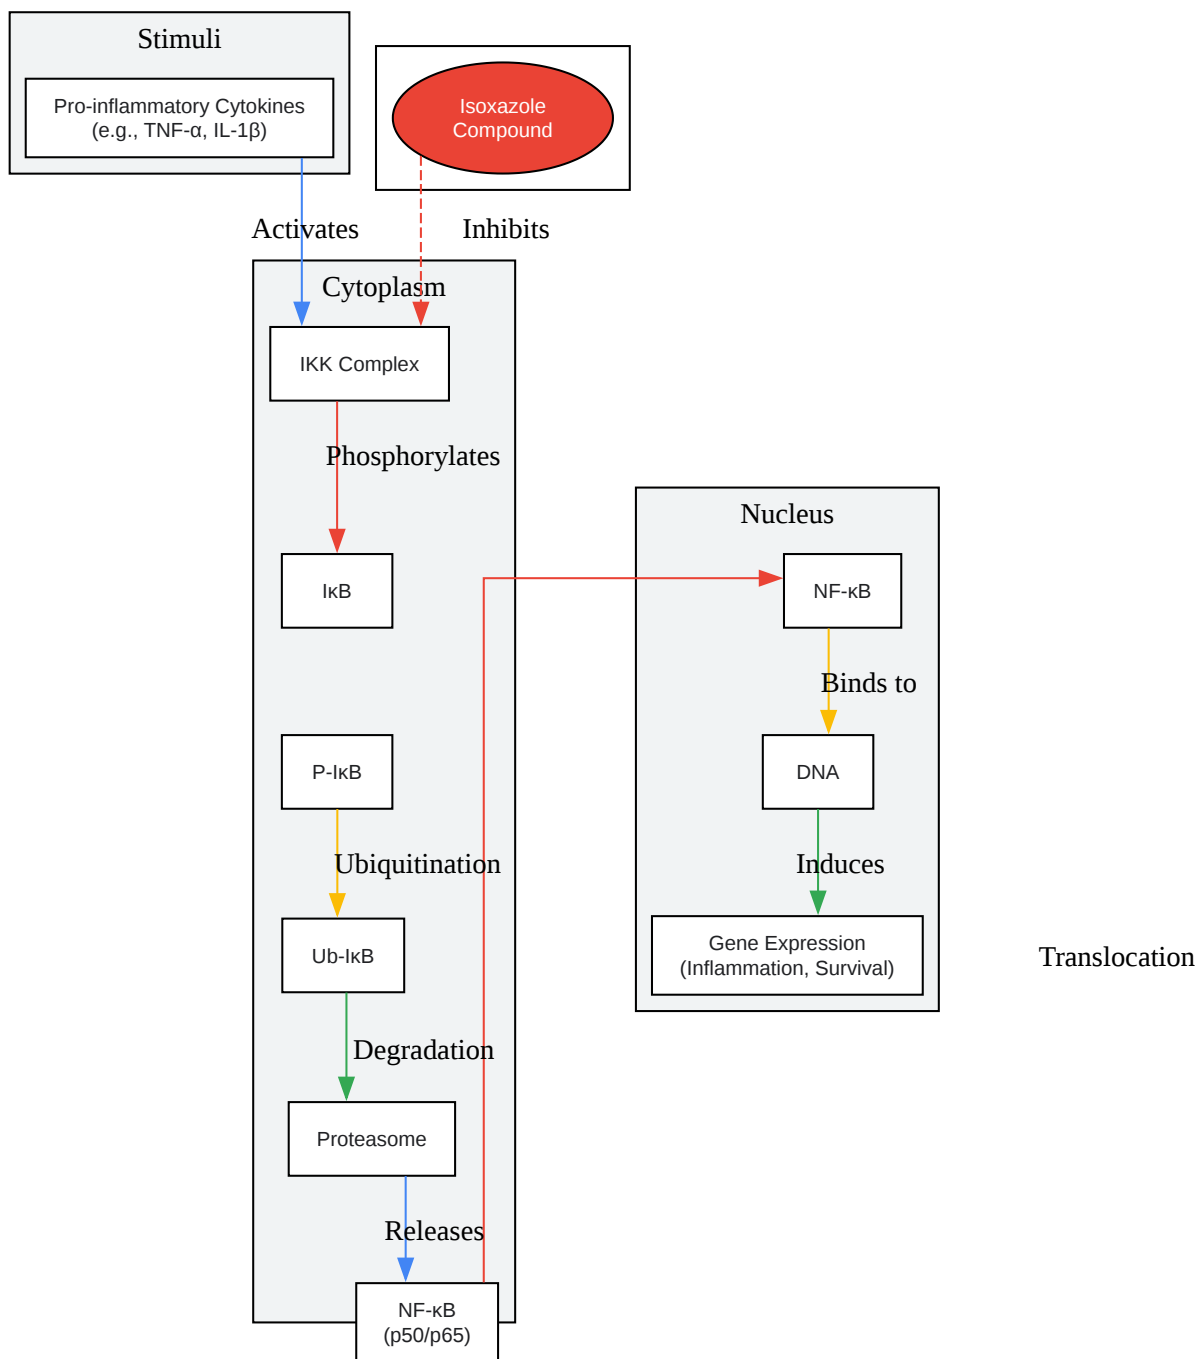 Stimuli
Pro-inflammatory Cytokines
(e.g., TNF-α, IL-1β)
Isoxazole
Compound
Activates
Inhibits
Cytoplasm
IKK Complex
Phosphorylates
IκB
P-IκB
Ubiquitination
Ub-IκB
Degradation
Proteasome
Releases
NF-κB
(p50/p65)
Nucleus
NF-κB
Binds to
DNA
Induces
Gene Expression
(Inflammation, Survival)
Translocation